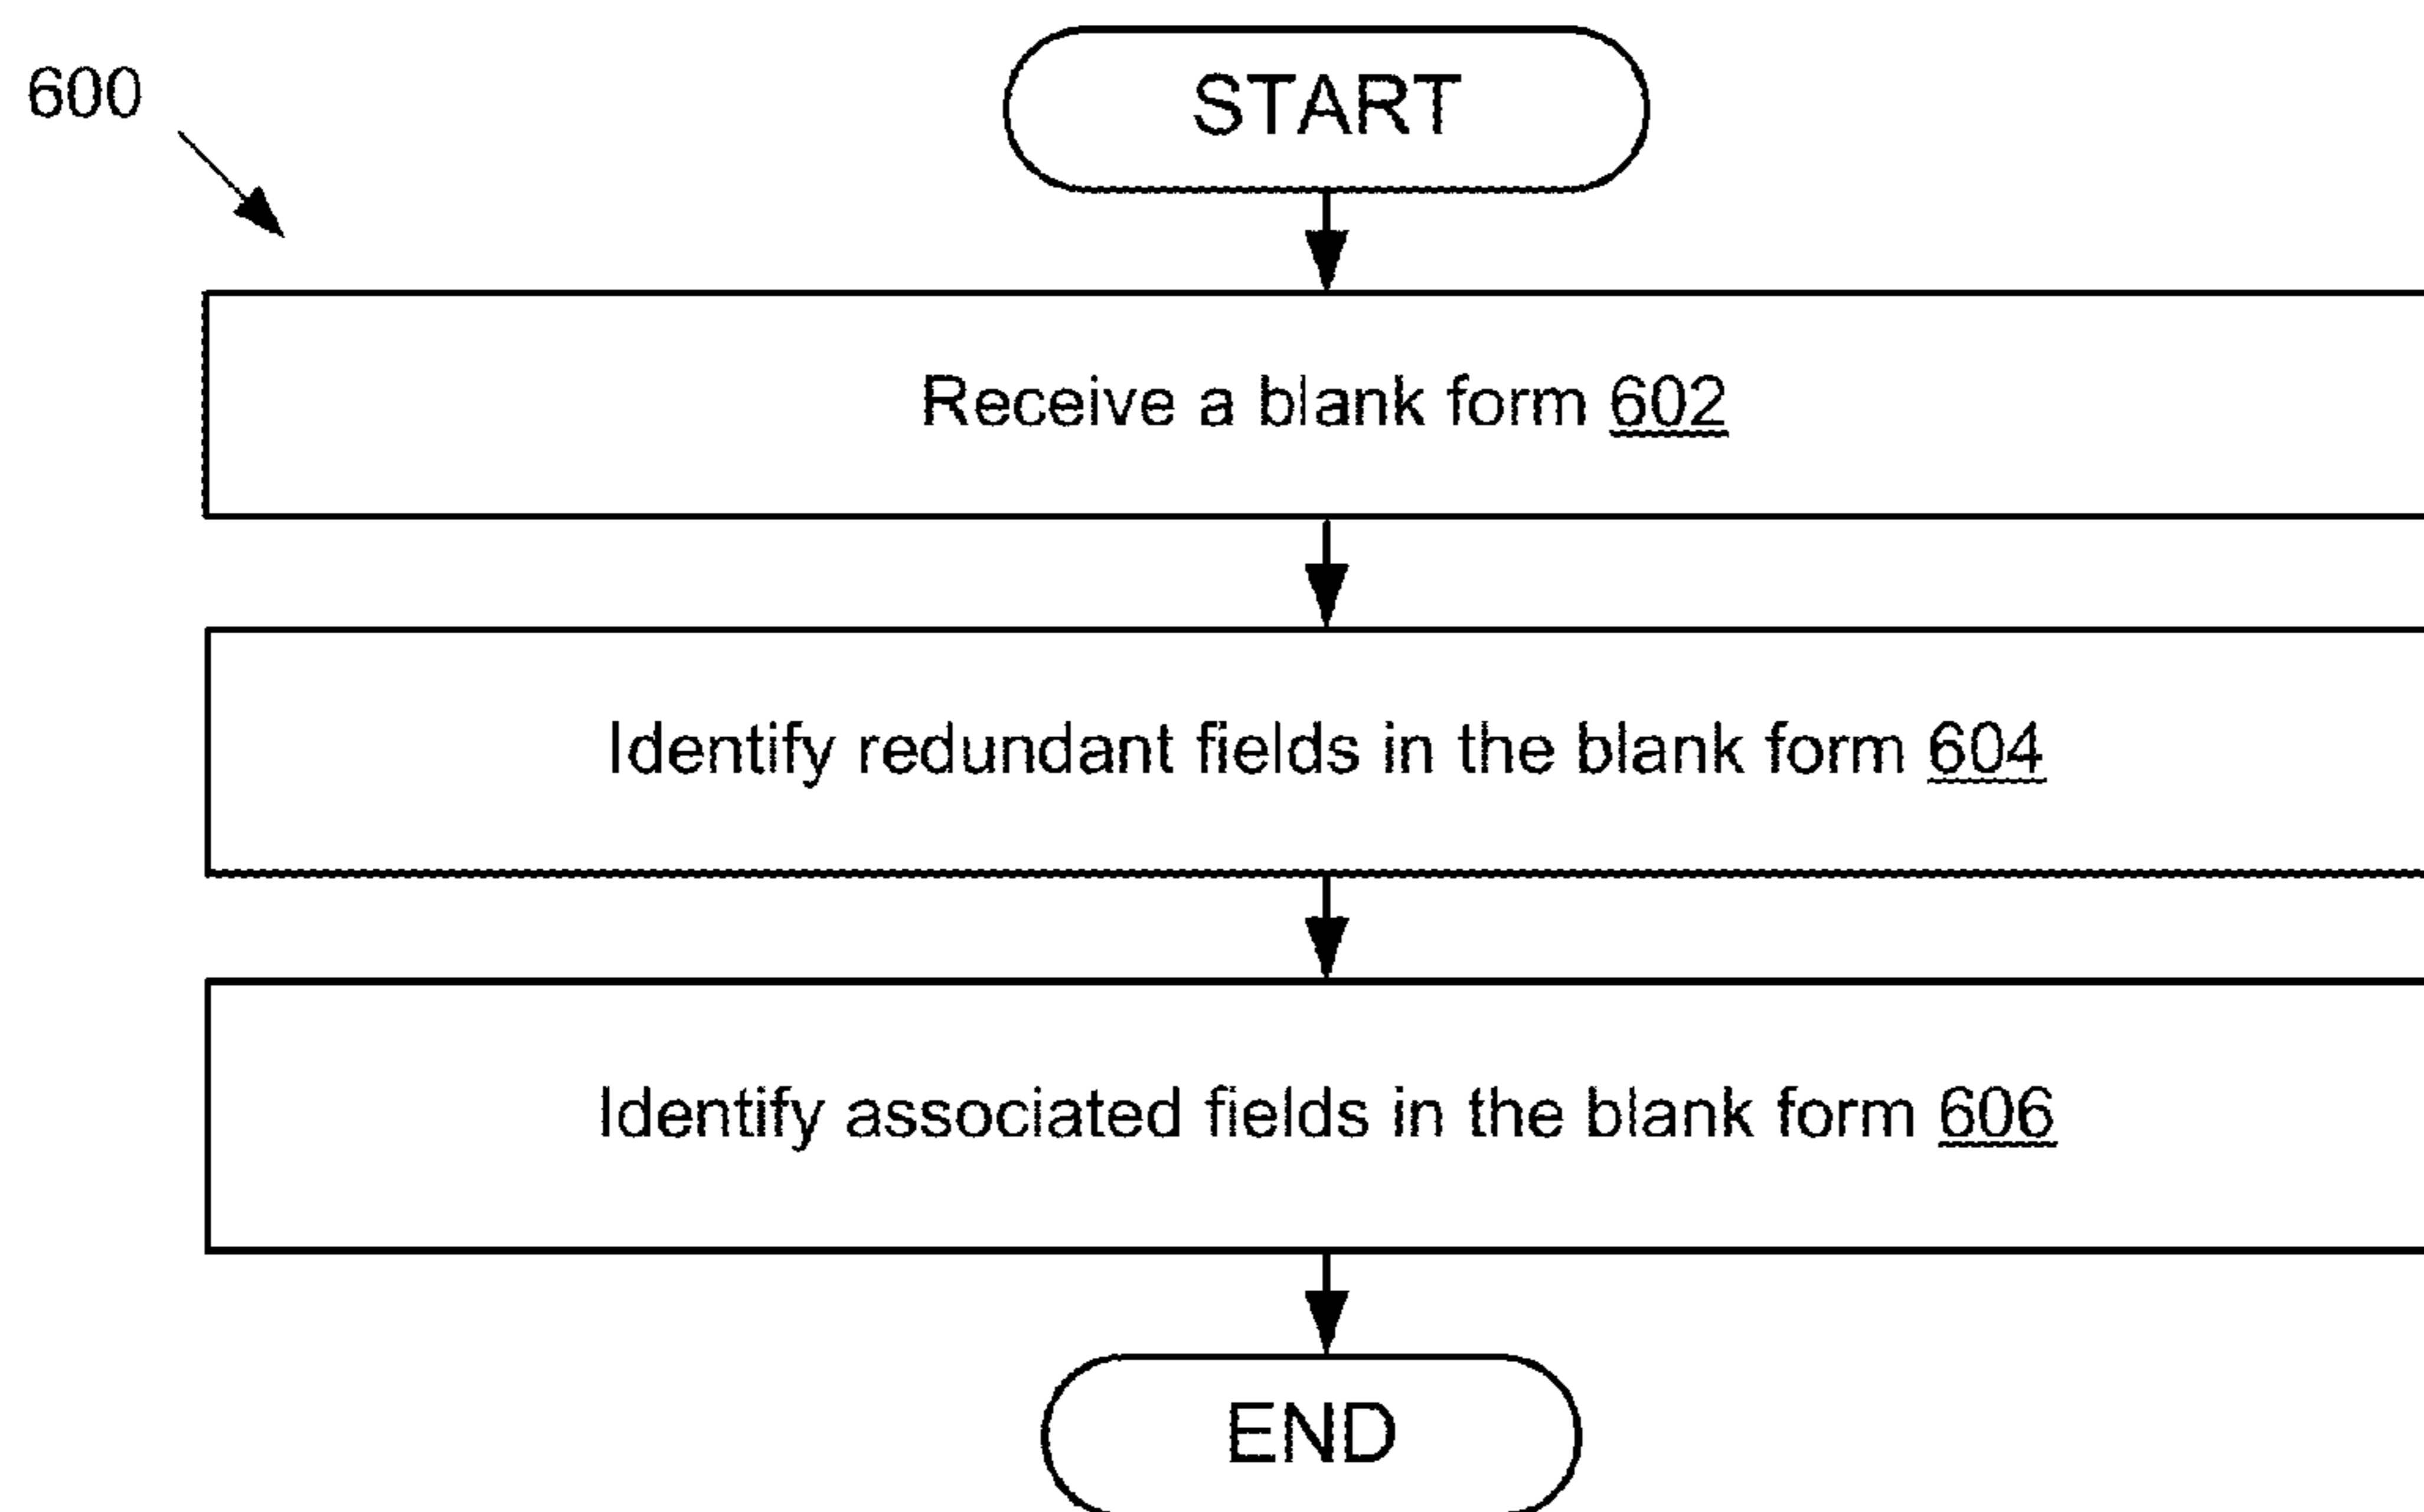 600
START
Receive a blank form 602
Identify redundant fields in the blank form 604
Identify associated fields in the blank form 606
END